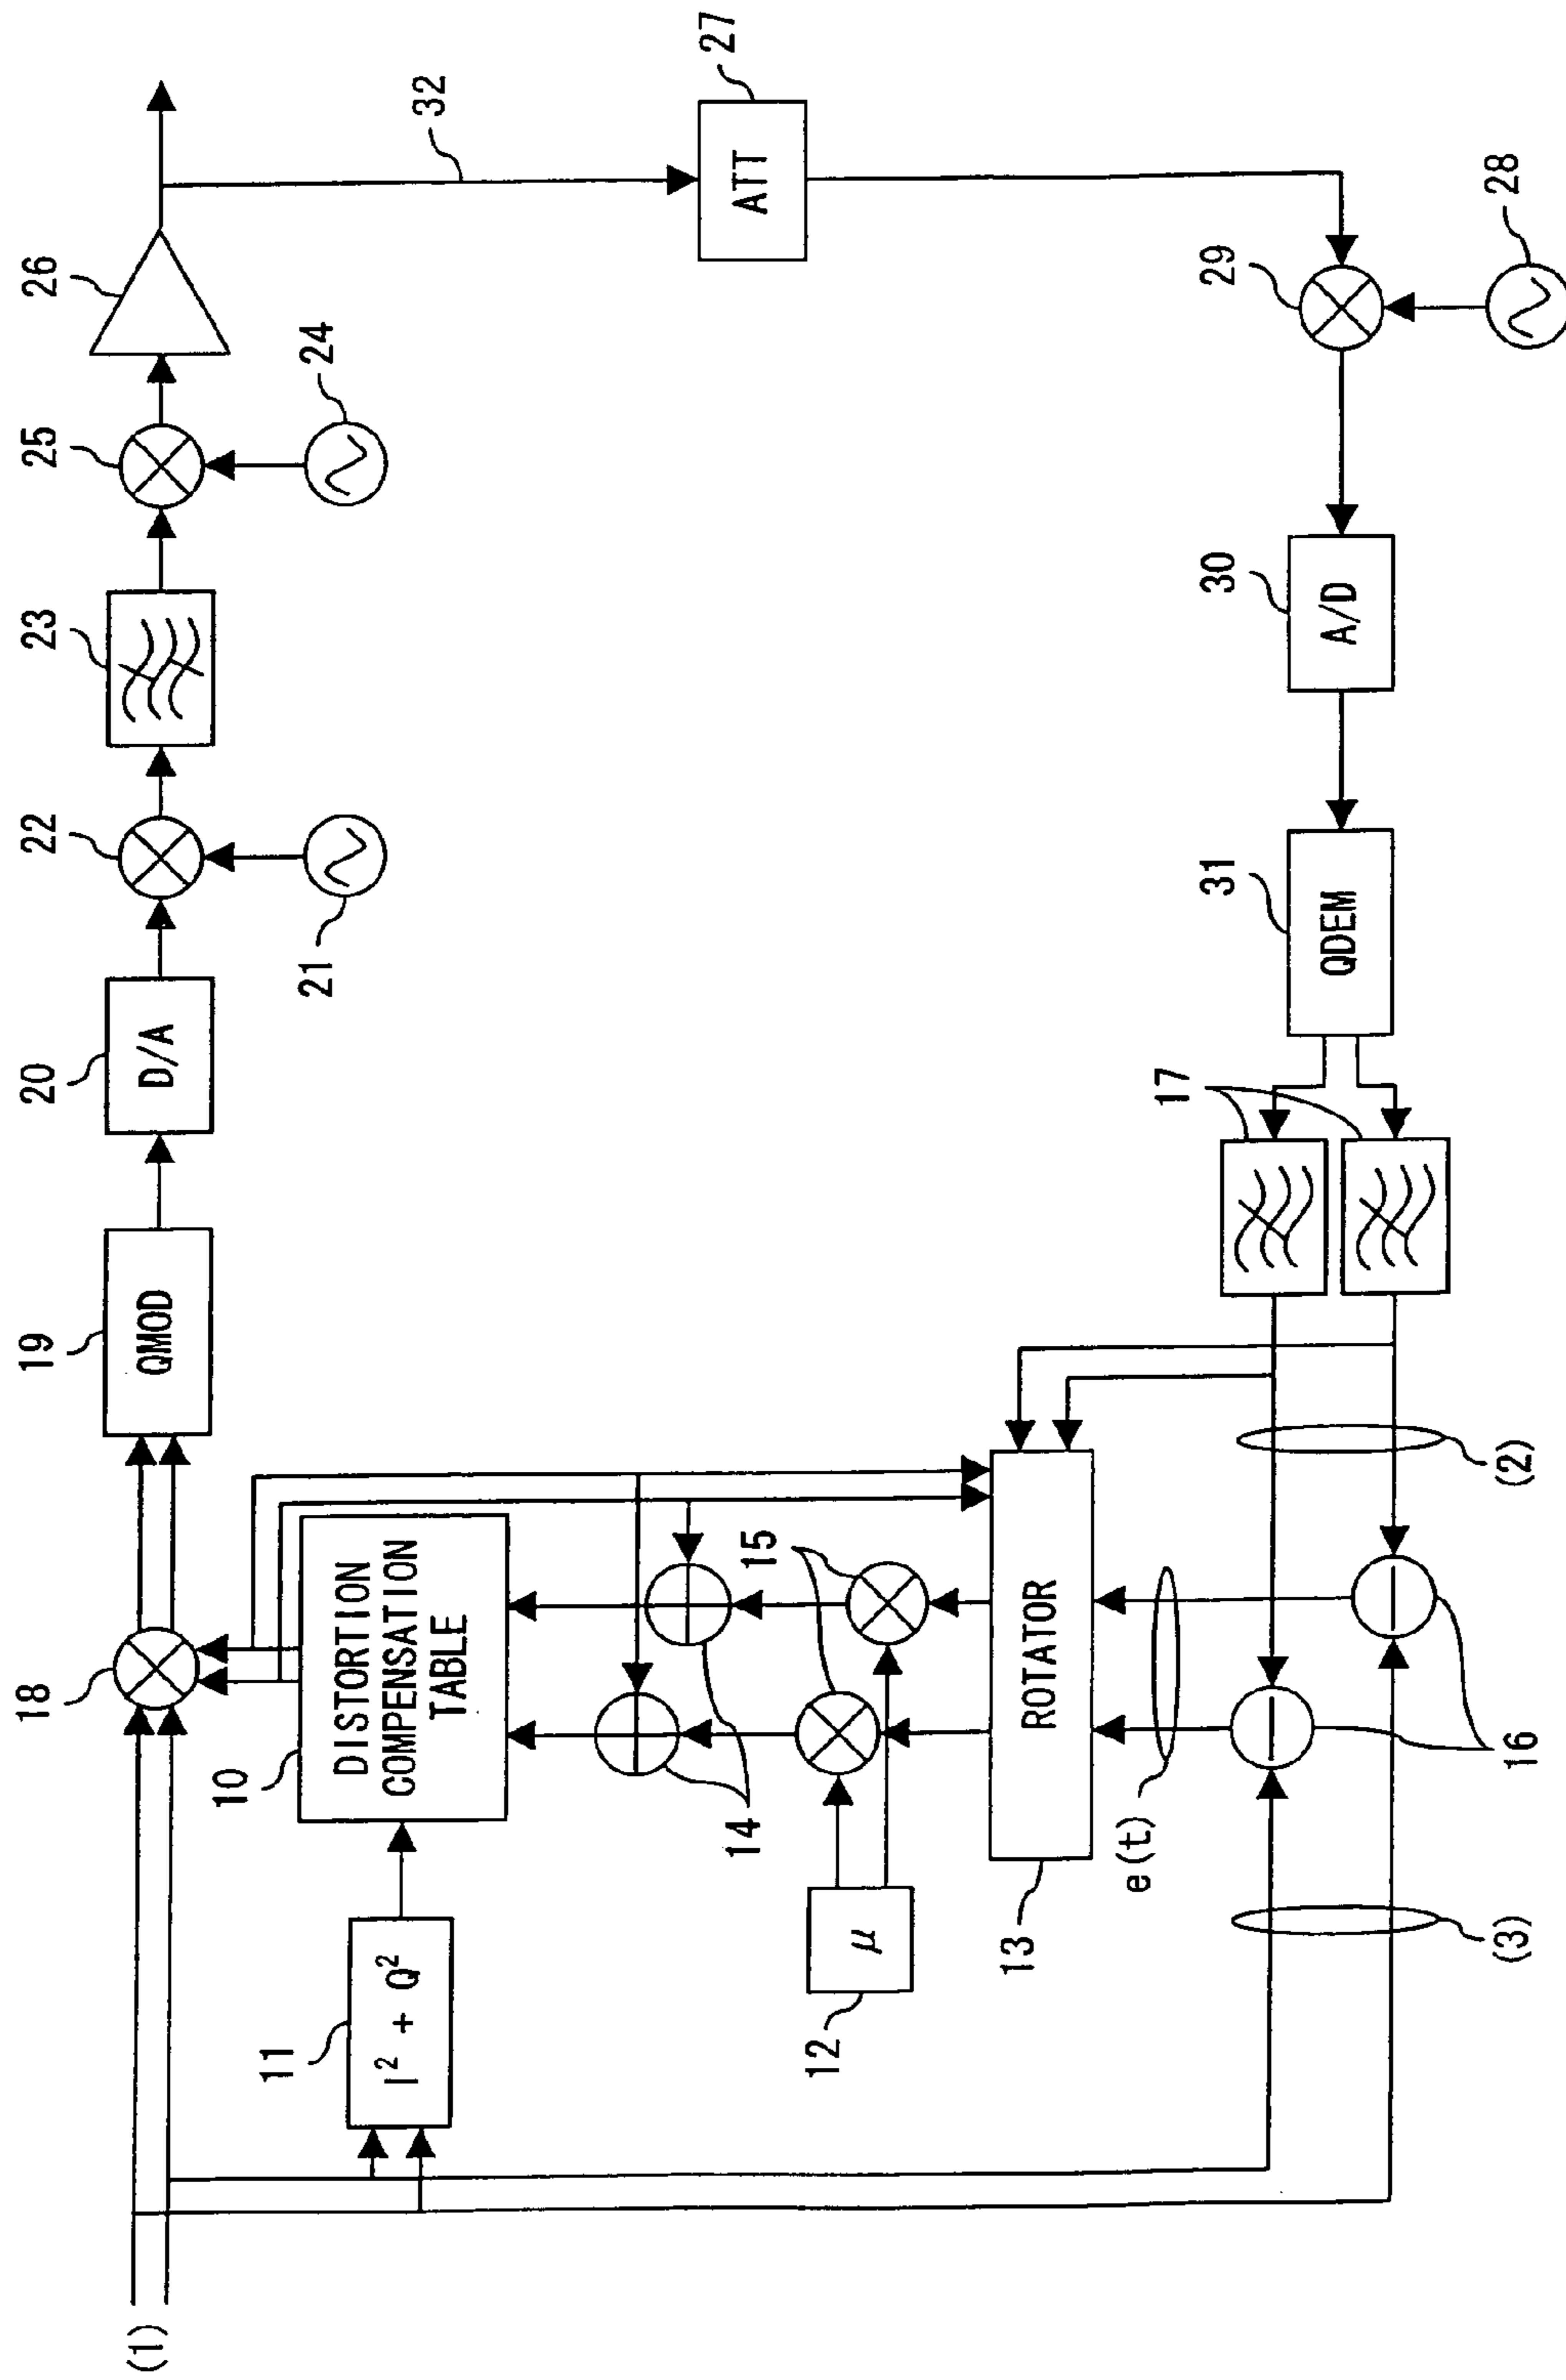 (1)
18
19
QMOD
20
D/A
22
21
23
25
24
26
32
27
ATT
11
I² + Q²
10
DISTORTION
COMPENSATION
TABLE
14
15
12
μ
13
ROTATOR
e(t)
16
(3)
(2)
17
31
QDEM
30
A/D
29
28